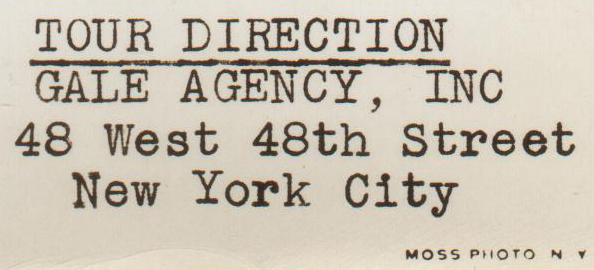 TOUR DIRECTION
GALE AGENCY, INC
48 West 48th Street
New York City
MOSS PHOTO N Y